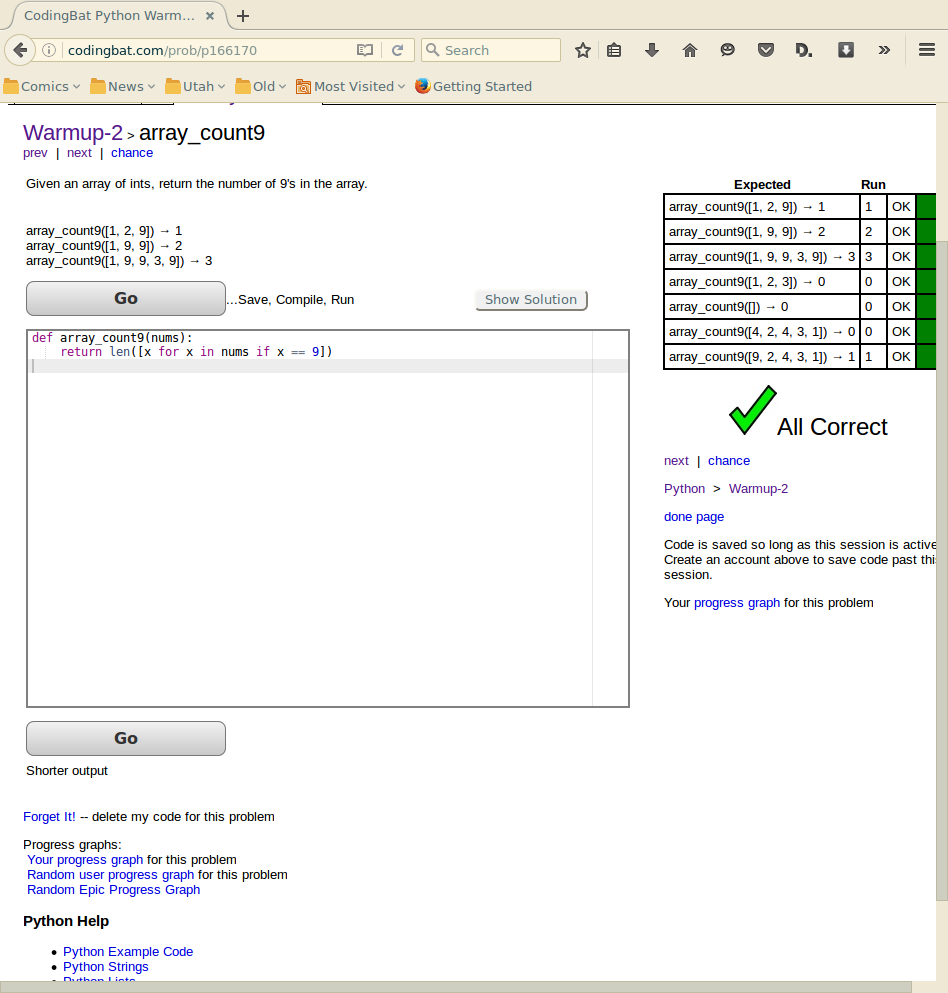 CodingBat Python Warm...
codingbat.com/prob/p166170
Search
D.
Comics
News
Utah
Old
Most Visited
Getting Started
Warmup-2 > array_count9
prev | next | chance
Given an array of ints, return the number of 9's in the array.
array_count9([1, 2, 9]) → 1
array_count9([1, 9, 9]) → 2
array_count9([1, 9, 9, 3, 9]) → 3
Go
...Save, Compile, Run
Show Solution
def array_count9(nums):
return len([x for x in nums if x == 9])
Expected Run
array_count9([1, 2, 9]) → 1 1 OK
array_count9([1, 9, 9]) → 2 2 OK
array_count9([1, 9, 9, 3, 9]) → 3 3 OK
array_count9([1, 2, 3]) → 0 0 OK
array_count9([]) → 0 0 OK
array_count9([4, 2, 4, 3, 1]) → 0 0 OK
array_count9([9, 2, 4, 3, 1]) → 1 1 OK
All Correct
next | chance
Python > Warmup-2
done page
Code is saved so long as this session is active
Create an account above to save code past thi
session.
Your progress graph for this problem
Go
Shorter output
Forget It! -- delete my code for this problem
Progress graphs:
Your progress graph for this problem
Random user progress graph for this problem
Random Epic Progress Graph
Python Help
Python Example Code
Python Strings
Python Lists